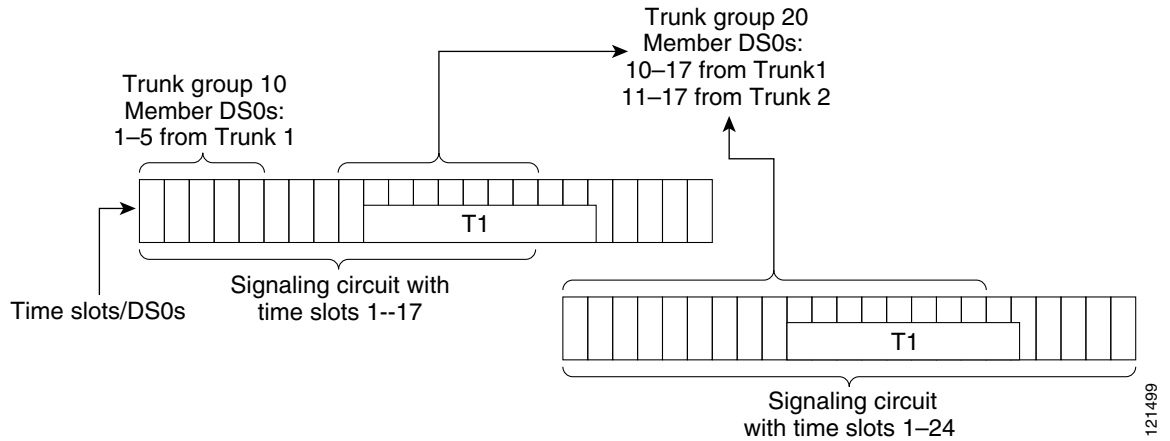 Trunk group 20
Member DS0s:
10–17 from Trunk1
11–17 from Trunk 2
Trunk group 10
Member DS0s:
1–5 from Trunk 1
T1
Signaling circuit with
time slots 1--17
Time slots/DS0s
T1
Signaling circuit
with time slots 1–24
121499